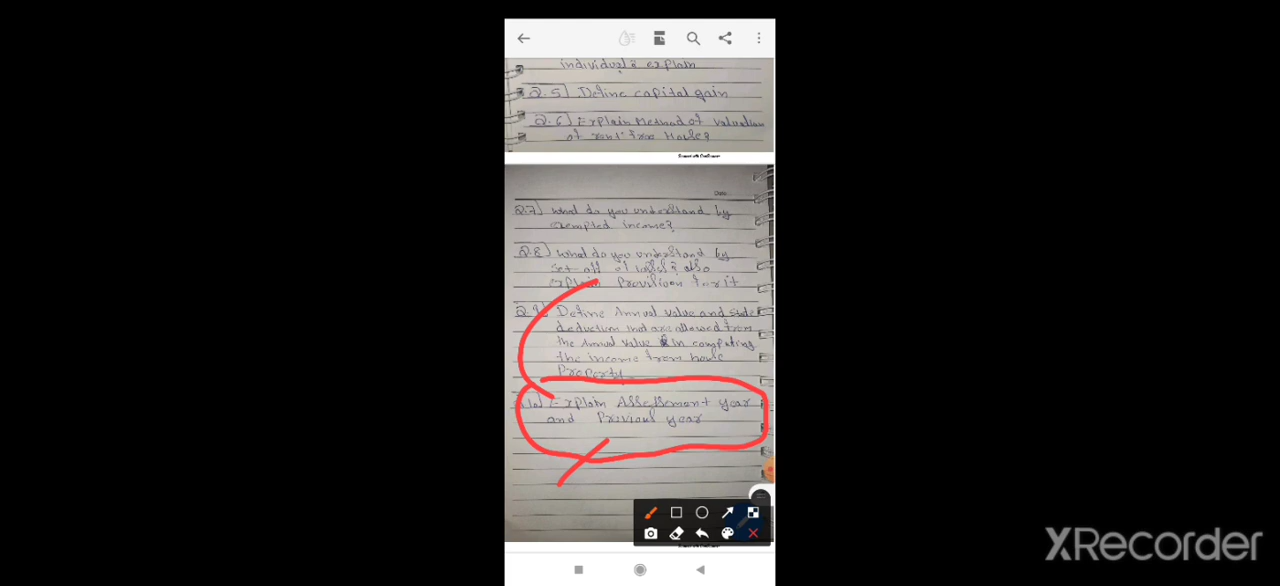 individual? explain
Q.5] Define capital gain
Q.6] Explain Method of valuation
of rent free House?
Date
Q.7] What do you understand by
exempted income?
Q.8] What do you understand by
set off of losses? also
explain Provision for it
Q.9] Define Annual value and state
deduction that are allowed from
the Annual value in computing
the income from house
Property
Explain Assessment year
and Previous year
XRecorder